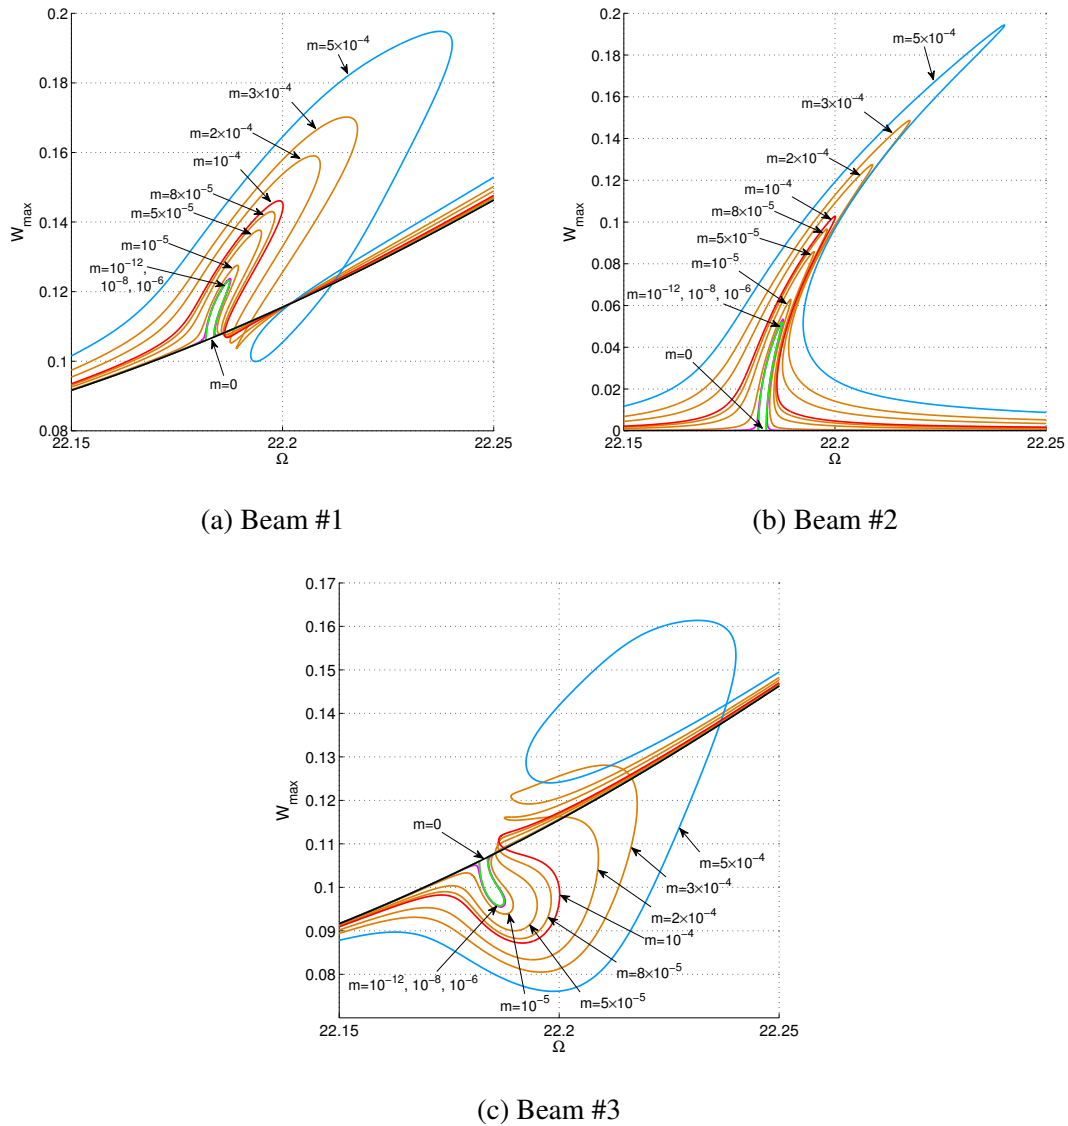 0.2
0.18
0.16
0.14
0.12
0.1
0.08
22.15
22.2
22.25
Ω
W_max
m=5×10⁻⁴
m=3×10⁻⁴
m=2×10⁻⁴
m=10⁻⁴
m=8×10⁻⁵
m=5×10⁻⁵
m=10⁻⁵
m=10⁻¹²,
10⁻⁸, 10⁻⁶
m=0
(a) Beam #1
0.2
0.18
0.16
0.14
0.12
0.1
0.08
0.06
0.04
0.02
0
22.15
22.2
22.25
Ω
W_max
m=5×10⁻⁴
m=3×10⁻⁴
m=2×10⁻⁴
m=10⁻⁴
m=8×10⁻⁵
m=5×10⁻⁵
m=10⁻⁵
m=10⁻¹², 10⁻⁸, 10⁻⁶
m=0
(b) Beam #2
0.17
0.16
0.15
0.14
0.13
0.12
0.11
0.1
0.09
0.08
22.15
22.2
22.25
Ω
W_max
m=0
m=5×10⁻⁴
m=3×10⁻⁴
m=2×10⁻⁴
m=10⁻⁴
m=8×10⁻⁵
m=5×10⁻⁵
m=10⁻⁵
m=10⁻¹², 10⁻⁸, 10⁻⁶
(c) Beam #3